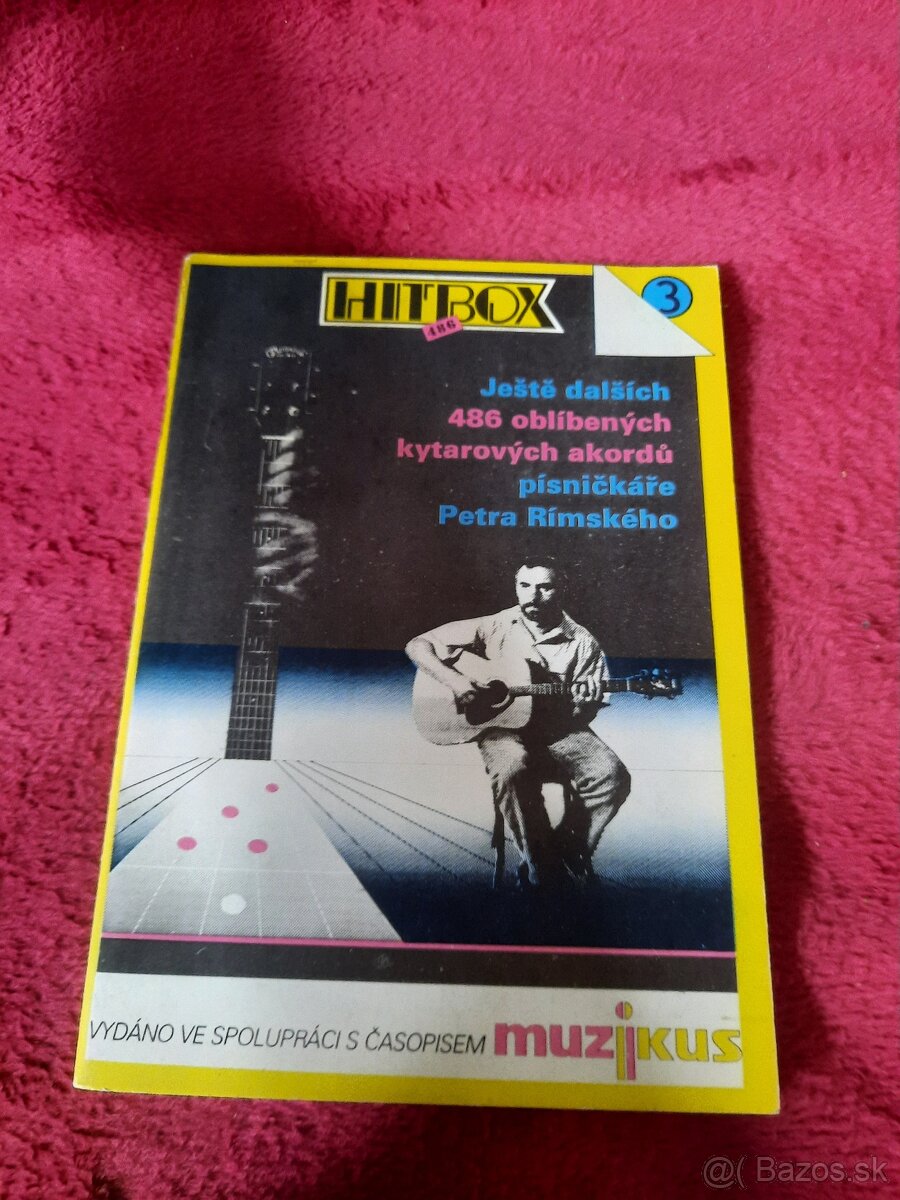 HITBOX
486
3
Ještě dalších
486 oblíbených
kytarových akordů
písničkáře
Petra Rímského
VYDÁNO VE SPOLUPRÁCI S ČASOPISEM muzikus
@( Bazos.sk